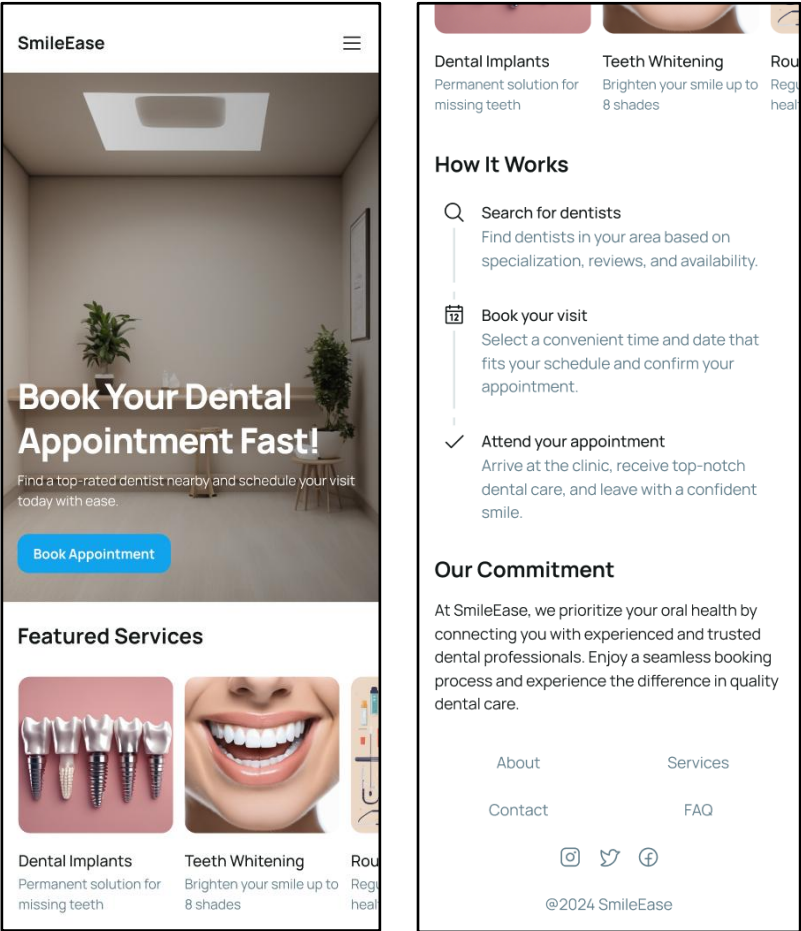 SmileEase
Book Your Dental
Appointment Fast!
Find a top-rated dentist nearby and schedule your visit
today with ease.
Book Appointment
Featured Services
Dental Implants
Permanent solution for
missing teeth
Teeth Whitening
Brighten your smile up to
8 shades
Rou
Regu
heal
Dental Implants
Permanent solution for
missing teeth
Teeth Whitening
Brighten your smile up to
8 shades
Rou
Regu
heal
How It Works
Search for dentists
Find dentists in your area based on
specialization, reviews, and availability.
12
Book your visit
Select a convenient time and date that
fits your schedule and confirm your
appointment.
Attend your appointment
Arrive at the clinic, receive top-notch
dental care, and leave with a confident
smile.
Our Commitment
At SmileEase, we prioritize your oral health by
connecting you with experienced and trusted
dental professionals. Enjoy a seamless booking
process and experience the difference in quality
dental care.
About
Services
Contact
FAQ
@2024 SmileEase